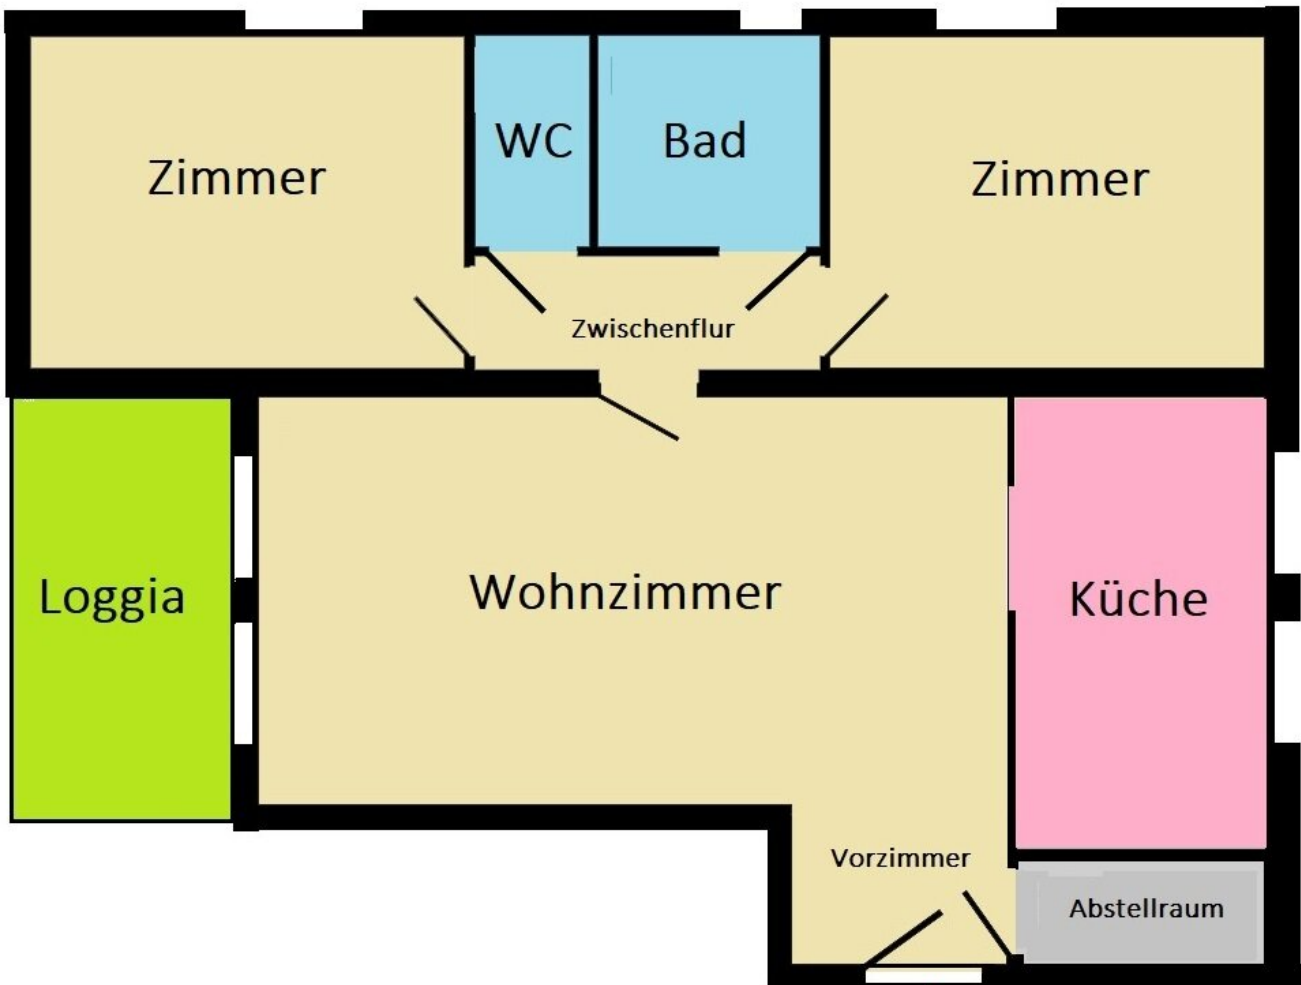 Zimmer
WC
Bad
Zimmer
Zwischenflur
Loggia
Wohnzimmer
Küche
Vorzimmer
Abstellraum